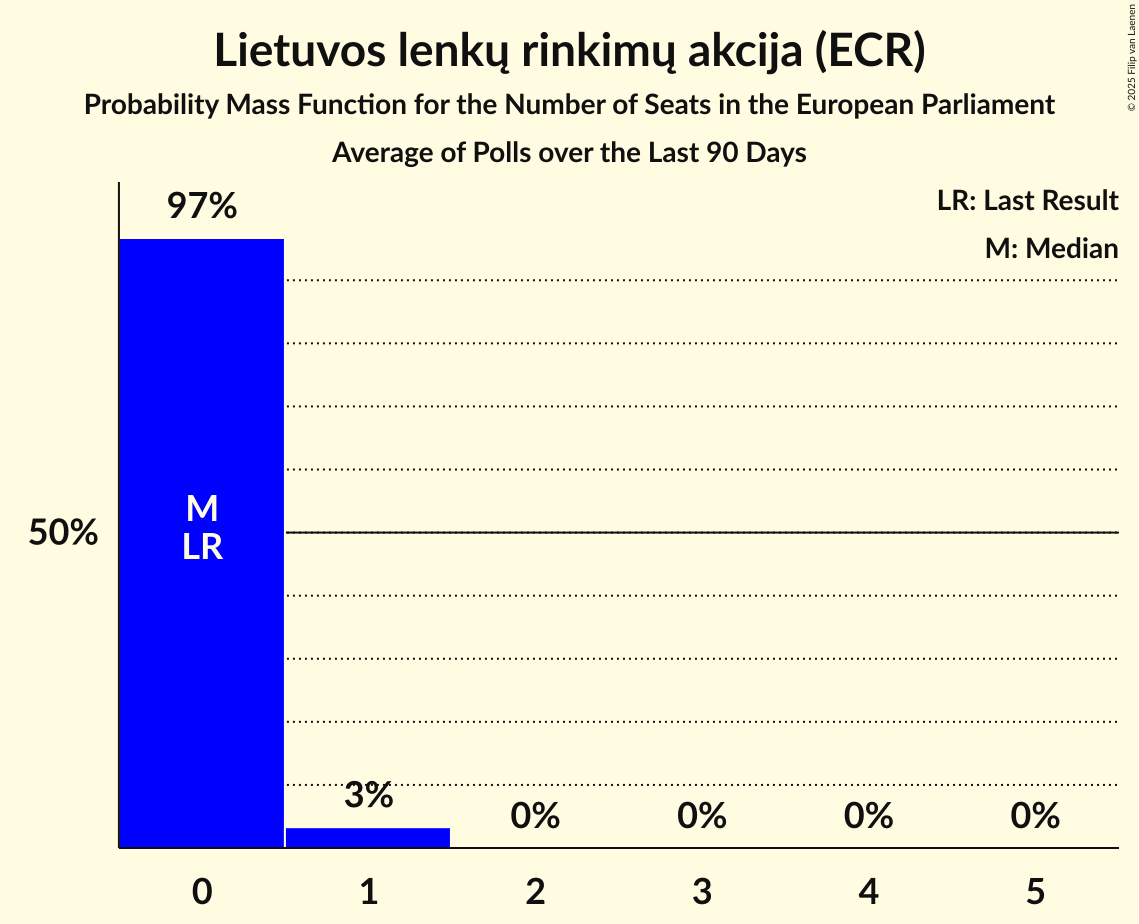 Lietuvos lenkų rinkimų akcija (ECR)
Probability Mass Function for the Number of Seats in the European Parliament
Average of Polls over the Last 90 Days
© 2025 Filip van Laenen
LR: Last Result
M: Median
97%
M
LR
50%
3%
0%
0%
0%
0%
0
1
2
3
4
5